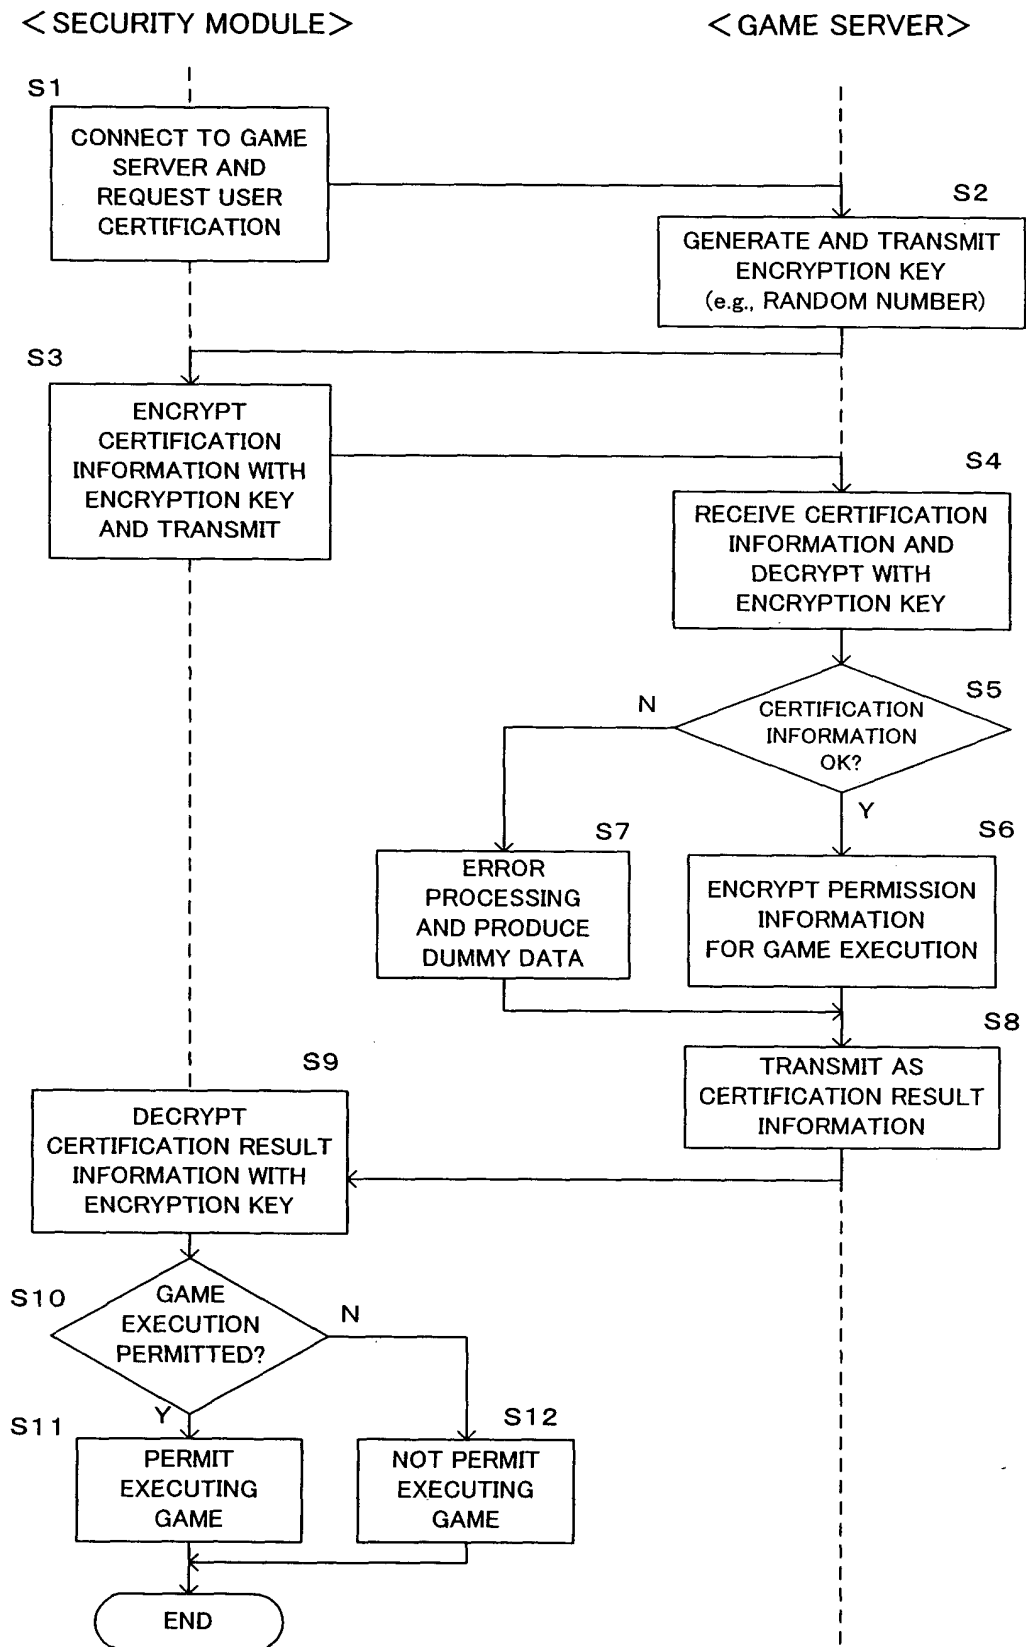 <SECURITY MODULE>
<GAME SERVER>
S1
CONNECT TO GAME
SERVER AND
REQUEST USER
CERTIFICATION
S2
GENERATE AND TRANSMIT
ENCRYPTION KEY
(e.g., RANDOM NUMBER)
S3
ENCRYPT
CERTIFICATION
INFORMATION WITH
ENCRYPTION KEY
AND TRANSMIT
S4
RECEIVE CERTIFICATION
INFORMATION AND
DECRYPT WITH
ENCRYPTION KEY
S5
CERTIFICATION
INFORMATION
OK?
N
Y
S7
ERROR
PROCESSING
AND PRODUCE
DUMMY DATA
S6
ENCRYPT PERMISSION
INFORMATION
FOR GAME EXECUTION
S8
TRANSMIT AS
CERTIFICATION RESULT
INFORMATION
S9
DECRYPT
CERTIFICATION RESULT
INFORMATION WITH
ENCRYPTION KEY
S10
GAME
EXECUTION
PERMITTED?
N
Y
S11
PERMIT
EXECUTING
GAME
S12
NOT PERMIT
EXECUTING
GAME
END